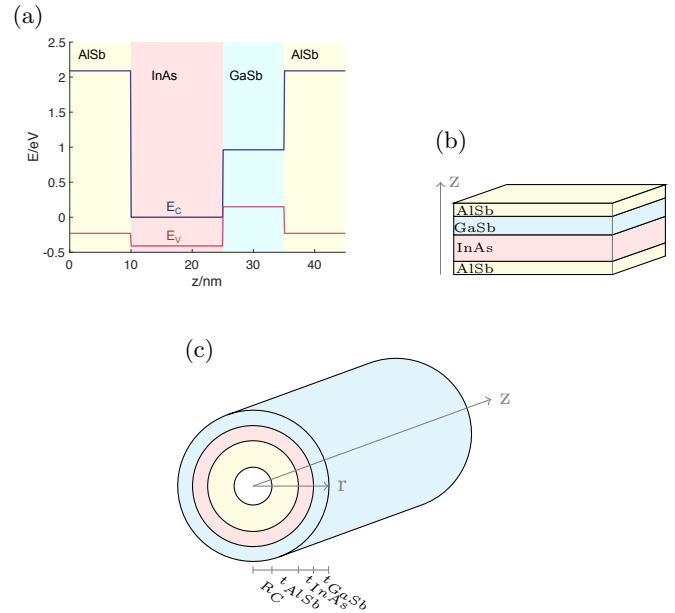 (a)
AlSb InAs GaSb AlSb
2.5
2
1.5
1
0.5
0
-0.5
E/eV
E_C
E_V
0 10 20 30 40
z/nm
(b)
z
AlSb
GaSb
InAs
AlSb
(c)
z
r
R_C t_AlSb t_InAs t_GaSb